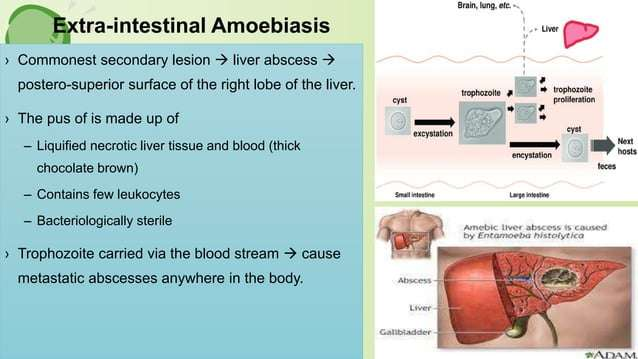 Extra-intestinal Amoebiasis
› Commonest secondary lesion → liver abscess →
postero-superior surface of the right lobe of the liver.
› The pus of is made up of
– Liquified necrotic liver tissue and blood (thick
chocolate brown)
– Contains few leukocytes
– Bacteriologically sterile
› Trophozoite carried via the blood stream → cause
metastatic abscesses anywhere in the body.
Brain, lung, etc.
Liver
cyst
excystation
trophozoite
trophozoite
proliferation
encystation
cyst
Next
hosts
feces
Small intestine
Large intestine
Amebic liver abscess is caused
by Entamoeba histolytica
Abscess
Liver
Gallbladder
ADAM